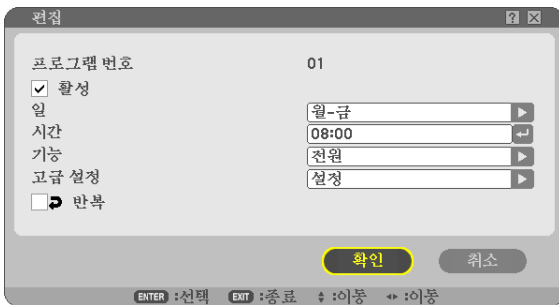 편집
프로그램 번호 01
활성
일 월-금
시간 08:00
기능 전원
고급 설정 설정
반복
확인 취소
ENTER :선택 EXIT :종료 :이동 :이동